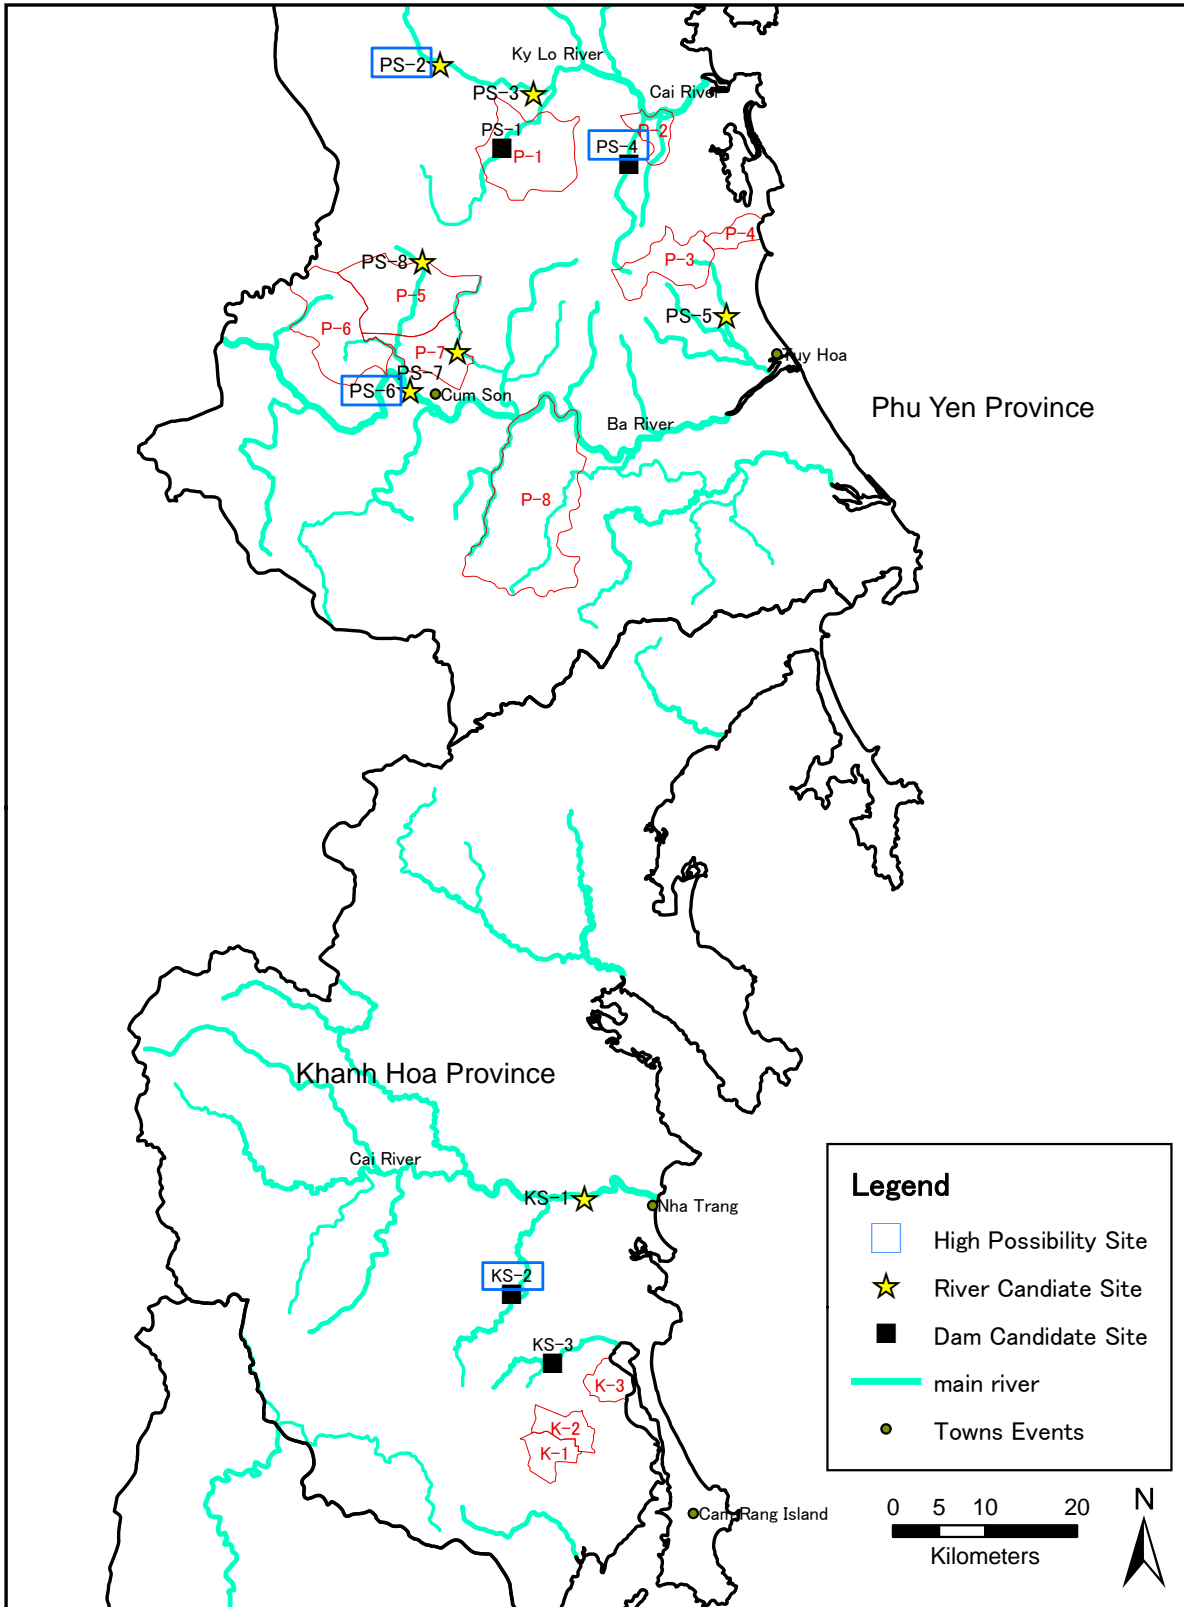 Ky Lo River
PS-2
PS-3
Cai River
PS-1
P-2
PS-4
P-1
P-4
P-3
PS-8
P-5
PS-5
P-6
P-7
Tuy Hoa
PS-7
PS-6
Cum Son
Phu Yen Province
Ba River
P-8
Khanh Hoa Province
Cai River
KS-1
Nha Trang
KS-2
KS-3
K-3
K-2
K-1
Cam Rang Island
Legend
High Possibility Site
River Candiate Site
Dam Candidate Site
main river
Towns Events
0 5 10 20
Kilometers
N